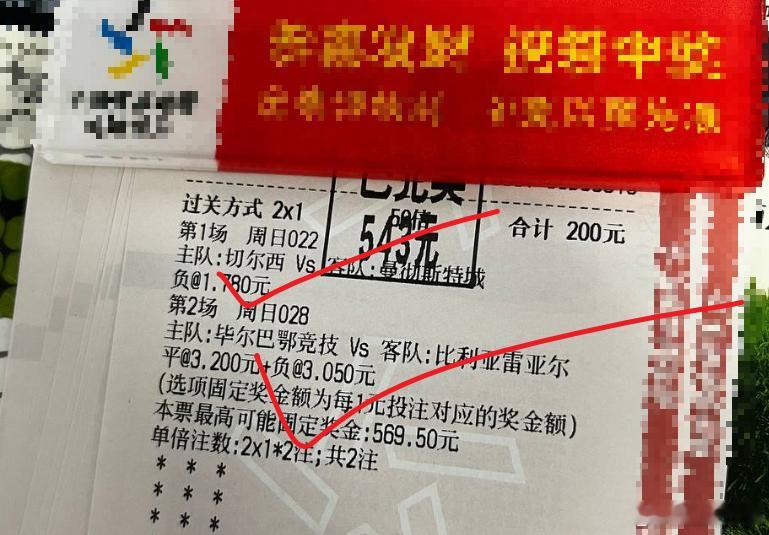 已兑奖
543元
过关方式 2x1 50倍 合计 200元
第1场 周日022
主队:切尔西 Vs 客队:曼彻斯特城
负@1.780元
第2场 周日028
主队:毕尔巴鄂竞技 Vs 客队:比利亚雷亚尔
平@3.200元+负@3.050元
(选项固定奖金额为每1元投注对应的奖金额)
本票最高可能固定奖金:569.50元
单倍注数:2x1*2注;共2注
* * *
* * *
* * *